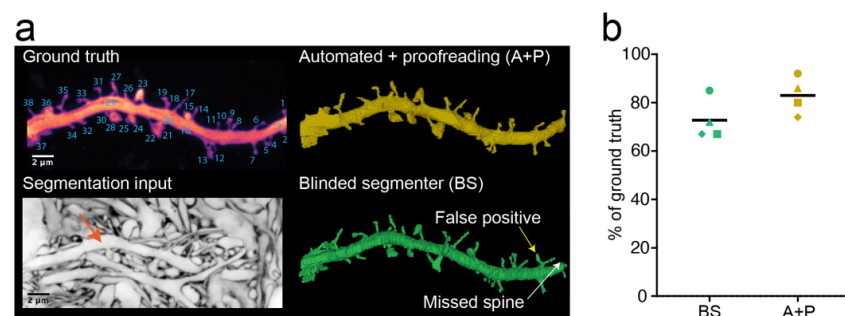 a
b
Ground truth
Automated + proofreading (A+P)
38 36 35 33 31 27 26 23 19 18 17 15 14 11 10 9 8 6 1
37 34 32 30 29 28 25 24 22 21 16 13 12 7 5 4 2
2 μm
Segmentation input
Blinded segmenter (BS)
False positive
Missed spine
2 μm
% of ground truth
100
80
60
40
20
0
BS
A+P